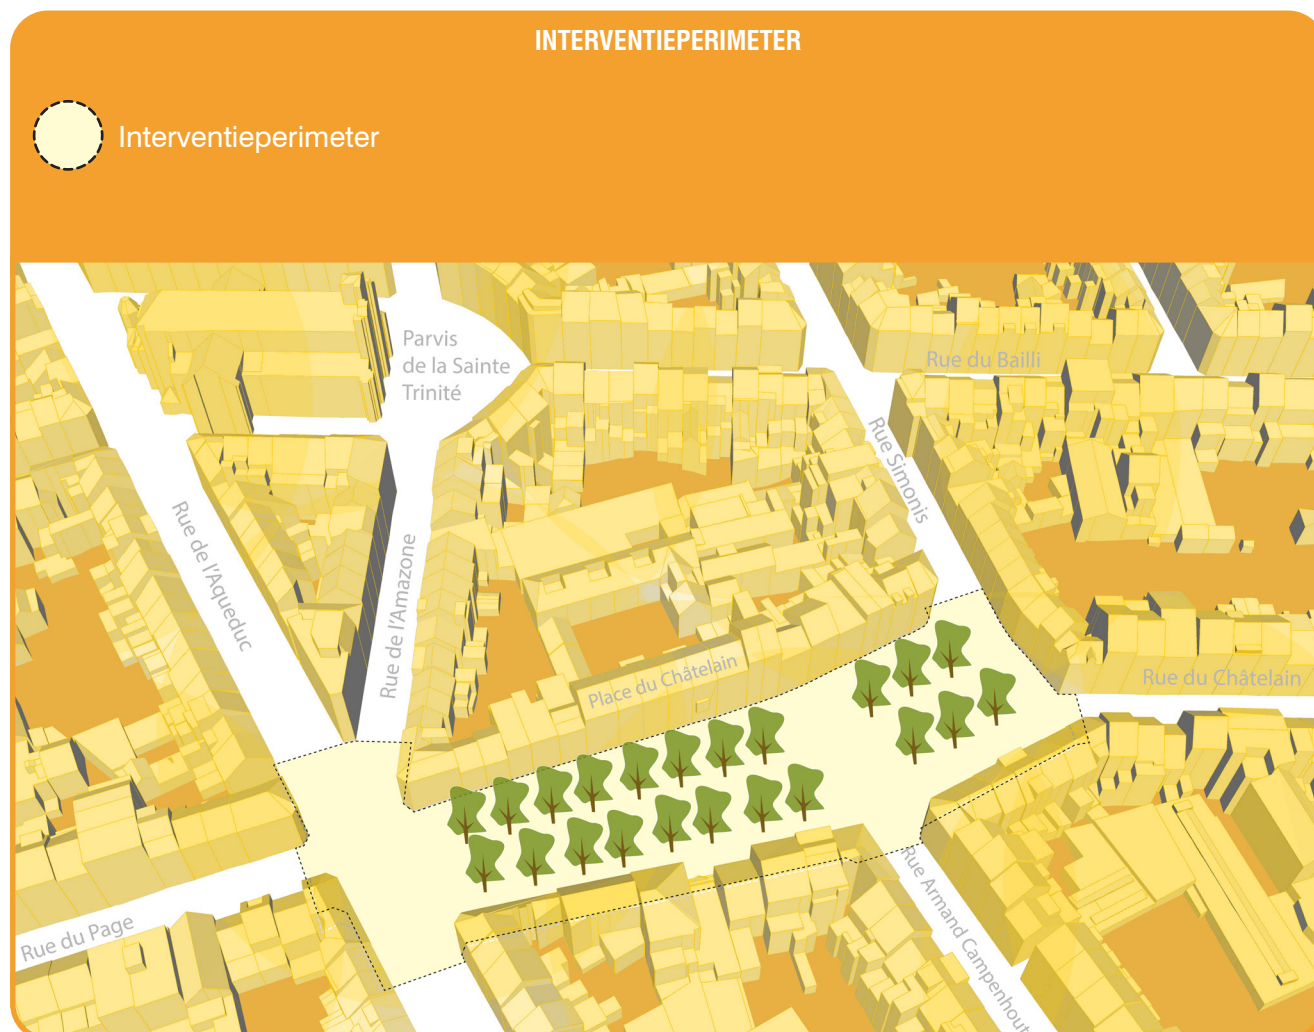 INTERVENTIEPERIMETER
Interventieperimeter
Parvis
de la Sainte
Trinité
Rue du Bailli
Rue Simonis
Rue de l'Aqueduc
Rue de l'Amazone
Place du Châtelain
Rue du Châtelain
Rue du Page
Rue Armand Campenhout